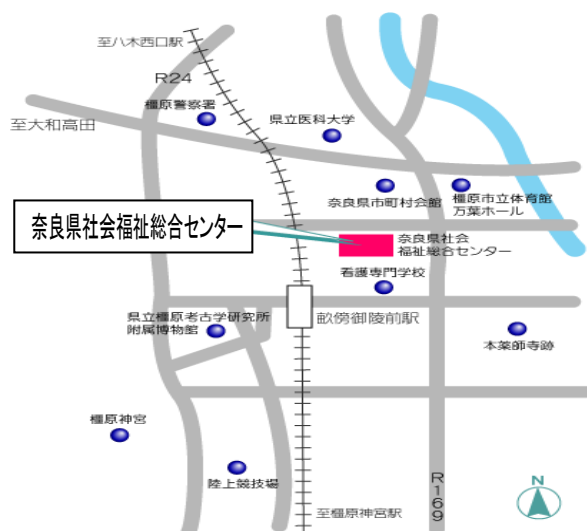 至八木西口駅
R24
橿原警察署
県立医科大学
至大和高田
奈良県市町村会館
橿原市立体育館
万葉ホール
奈良県社会福祉総合センター
奈良県社会
福祉総合センター
看護専門学校
県立橿原考古学研究所
附属博物館
畝傍御陵前駅
本薬師寺跡
橿原神宮
陸上競技場
R169
至橿原神宮駅
N